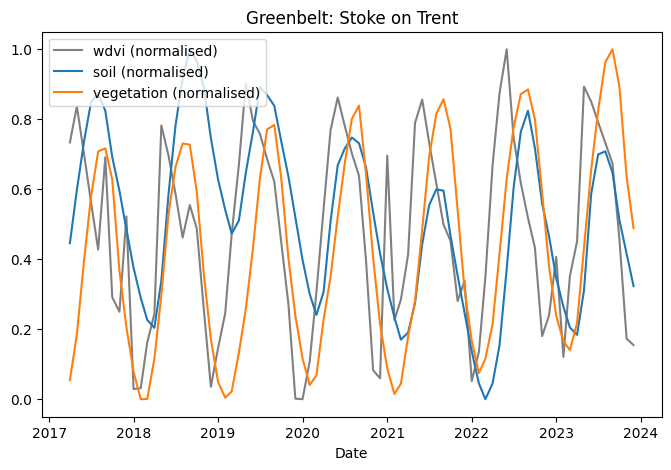 Greenbelt: Stoke on Trent
wdvi (normalised)
soil (normalised)
vegetation (normalised)
1.0
0.8
0.6
0.4
0.2
0.0
2017 2018 2019 2020 2021 2022 2023 2024
Date